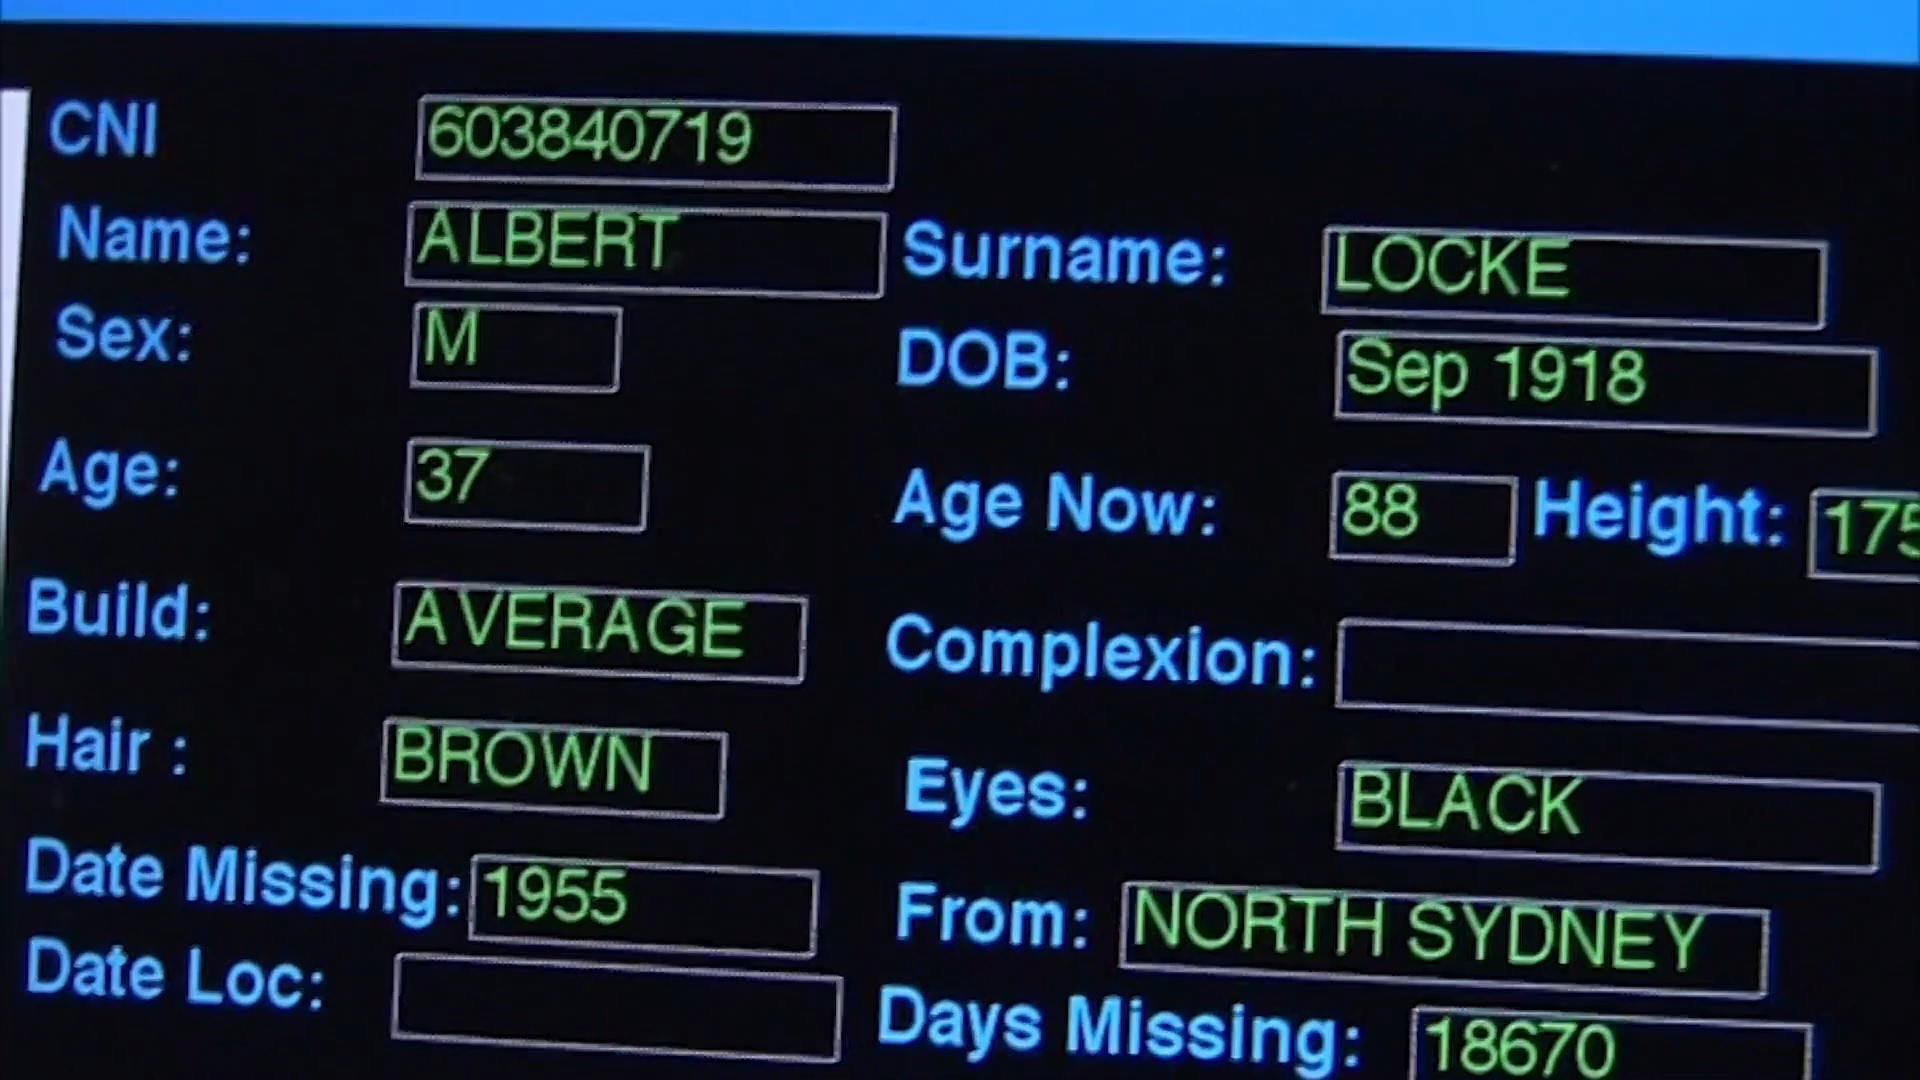 CNI 603840719
Name: ALBERT Surname: LOCKE
Sex: M DOB: Sep 1918
Age: 37 Age Now: 88 Height: 175
Build: AVERAGE Complexion:
Hair : BROWN Eyes: BLACK
Date Missing: 1955 From: NORTH SYDNEY
Date Loc: Days Missing: 18670